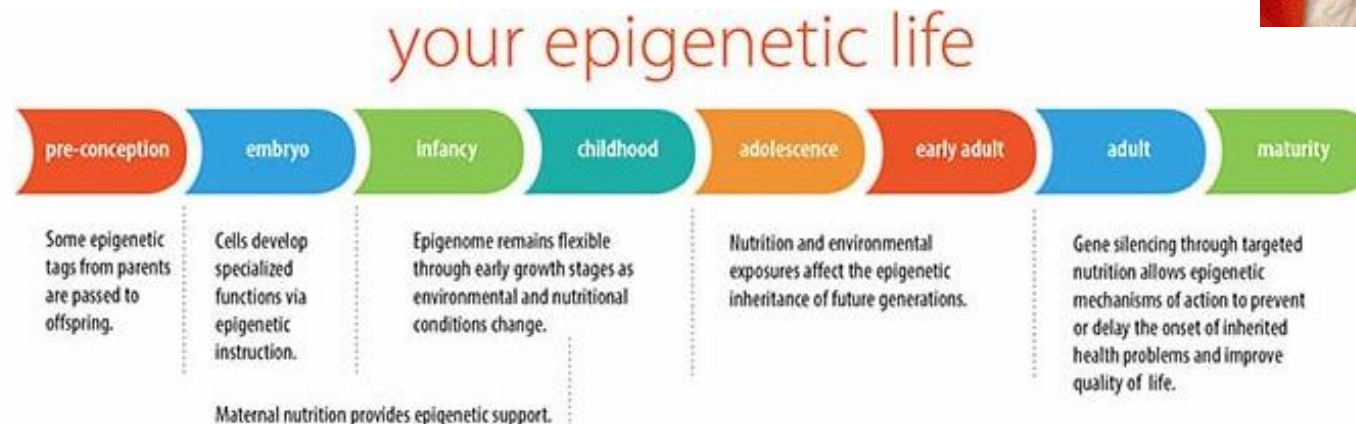 your epigenetic life
pre-conception
embryo
infancy
childhood
adolescence
early adult
adult
maturity
Some epigenetic
tags from parents
are passed to
offspring.
Cells develop
specialized
functions via
epigenetic
instruction.
Epigenome remains flexible
through early growth stages as
environmental and nutritional
conditions change.
Maternal nutrition provides epigenetic support.
Nutrition and environmental
exposures affect the epigenetic
inheritance of future generations.
Gene silencing through targeted
nutrition allows epigenetic
mechanisms of action to prevent
or delay the onset of inherited
health problems and improve
quality of life.